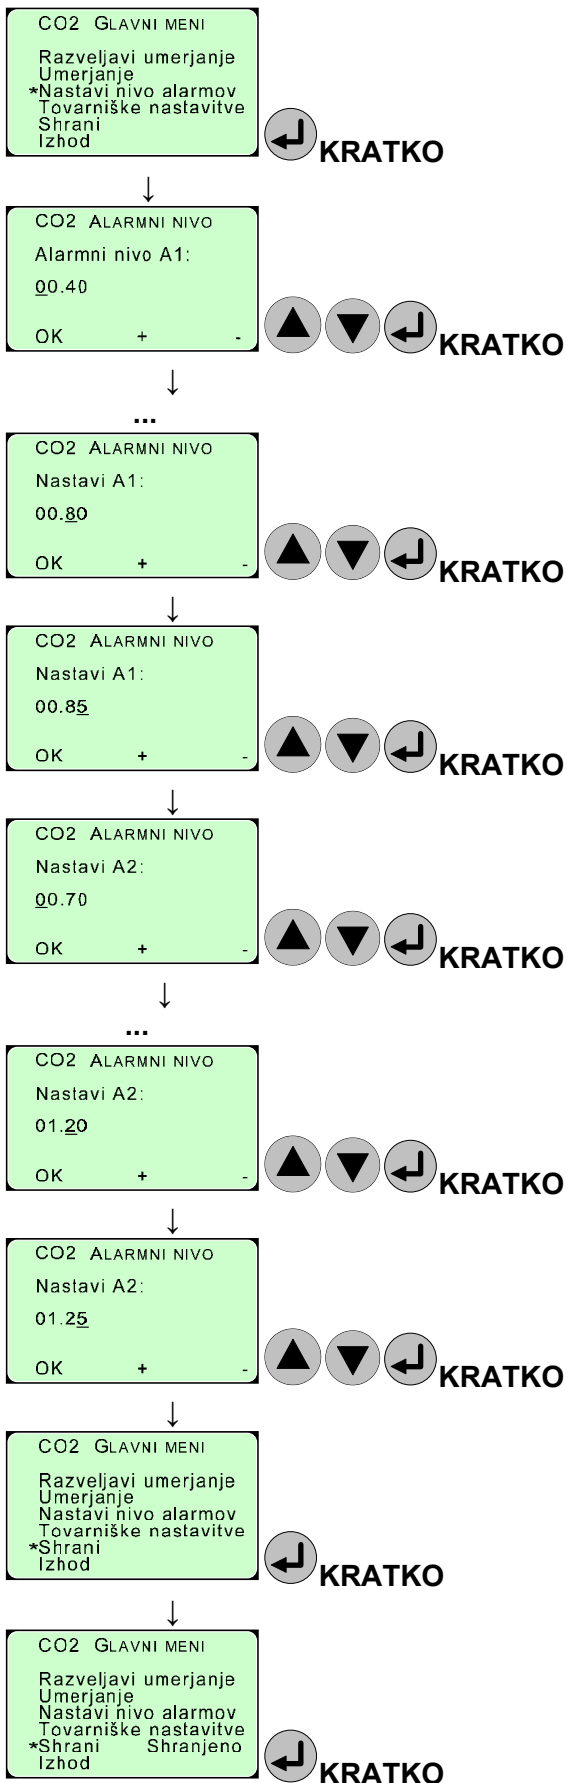 CO2 GLAVNI MENI
Razveljavi umerjanje
Umerjanje
*Nastavi nivo alarmov
Tovarniške nastavitve
Shrani
Izhod
KRATKO
↓
CO2 ALARMNI NIVO
Alarmni nivo A1:
00.40
OK + -
KRATKO
↓
...
CO2 ALARMNI NIVO
Nastavi A1:
00.80
OK + -
KRATKO
↓
CO2 ALARMNI NIVO
Nastavi A1:
00.85
OK + -
KRATKO
↓
CO2 ALARMNI NIVO
Nastavi A2:
00.70
OK + -
KRATKO
↓
...
CO2 ALARMNI NIVO
Nastavi A2:
01.20
OK + -
KRATKO
↓
CO2 ALARMNI NIVO
Nastavi A2:
01.25
OK + -
KRATKO
↓
CO2 GLAVNI MENI
Razveljavi umerjanje
Umerjanje
Nastavi nivo alarmov
Tovarniške nastavitve
*Shrani
Izhod
KRATKO
↓
CO2 GLAVNI MENI
Razveljavi umerjanje
Umerjanje
Nastavi nivo alarmov
Tovarniške nastavitve
*Shrani Shranjeno
Izhod
KRATKO